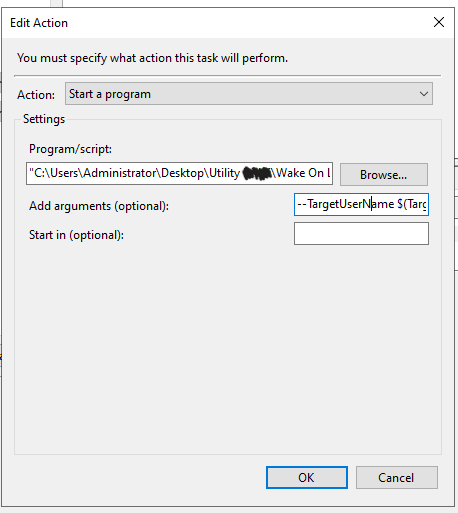 Edit Action
You must specify what action this task will perform.
Action: Start a program
Settings
Program/script:
"C:\Users\Administrator\Desktop\Utility \Wake On L Browse...
Add arguments (optional): --TargetUserName $(Targ
Start in (optional):
OK Cancel